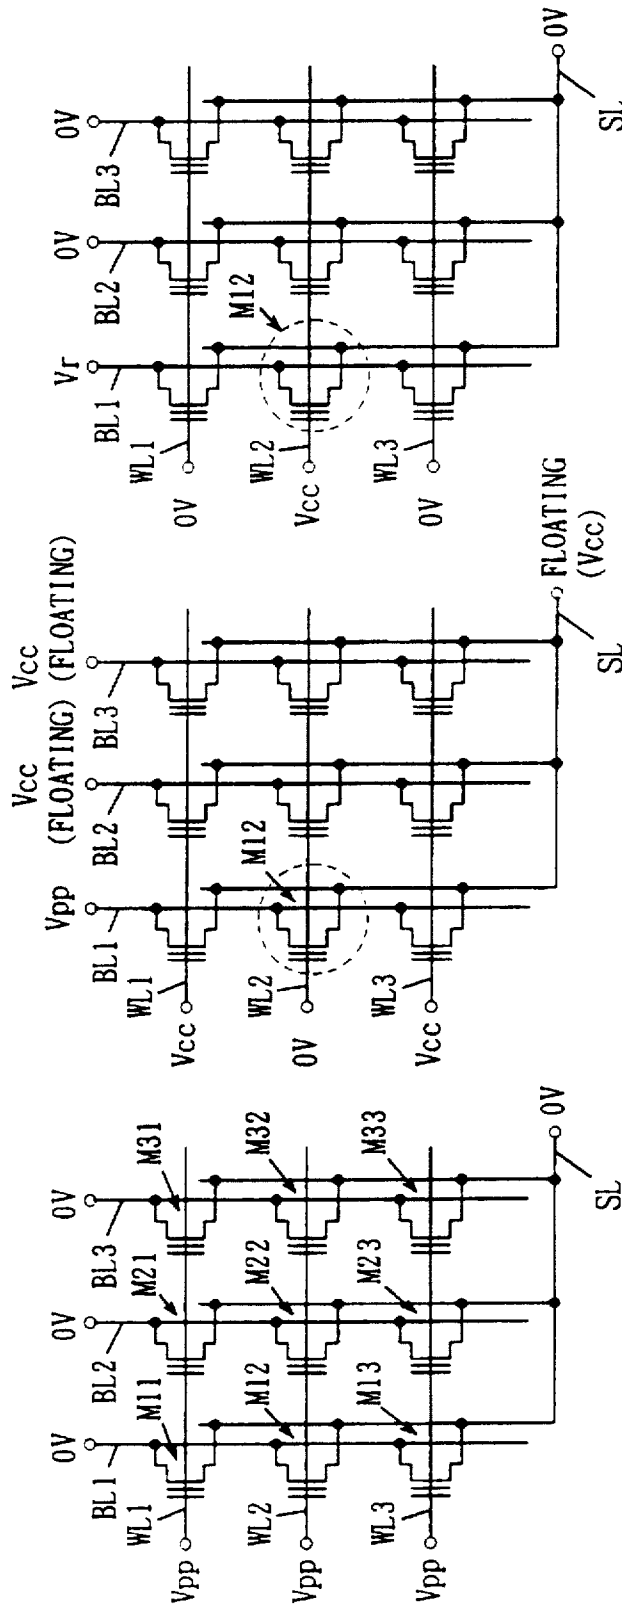 0V
0V
0V
BL1
BL2
BL3
M11
M21
M31
WL1
Vpp
M12
M22
M32
WL2
Vpp
M13
M23
M33
WL3
Vpp
0V
SL
Vpp
Vcc
(FLOATING)
Vcc
(FLOATING)
BL1
BL2
BL3
WL1
Vcc
M12
WL2
0V
WL3
Vcc
FLOATING
(Vcc)
SL
Vr
0V
0V
BL1
BL2
BL3
WL1
0V
M12
WL2
Vcc
WL3
0V
0V
SL